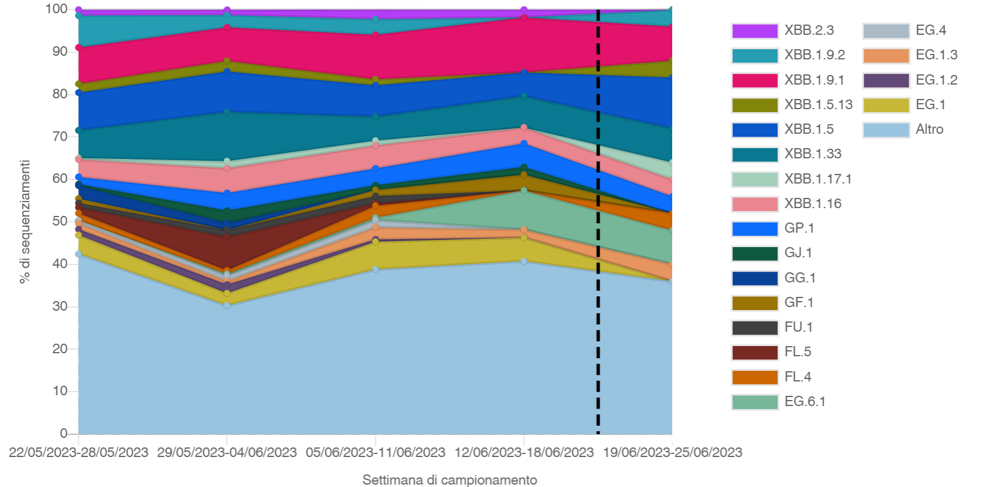 100
90
80
70
60
50
40
30
20
10
0
% di sequenziamenti
22/05/2023-28/05/2023
29/05/2023-04/06/2023
05/06/2023-11/06/2023
12/06/2023-18/06/2023
19/06/2023-25/06/2023
Settimana di campionamento
XBB.2.3
XBB.1.9.2
XBB.1.9.1
XBB.1.5.13
XBB.1.5
XBB.1.33
XBB.1.17.1
XBB.1.16
GP.1
GJ.1
GG.1
GF.1
FU.1
FL.5
FL.4
EG.6.1
EG.4
EG.1.3
EG.1.2
EG.1
Altro